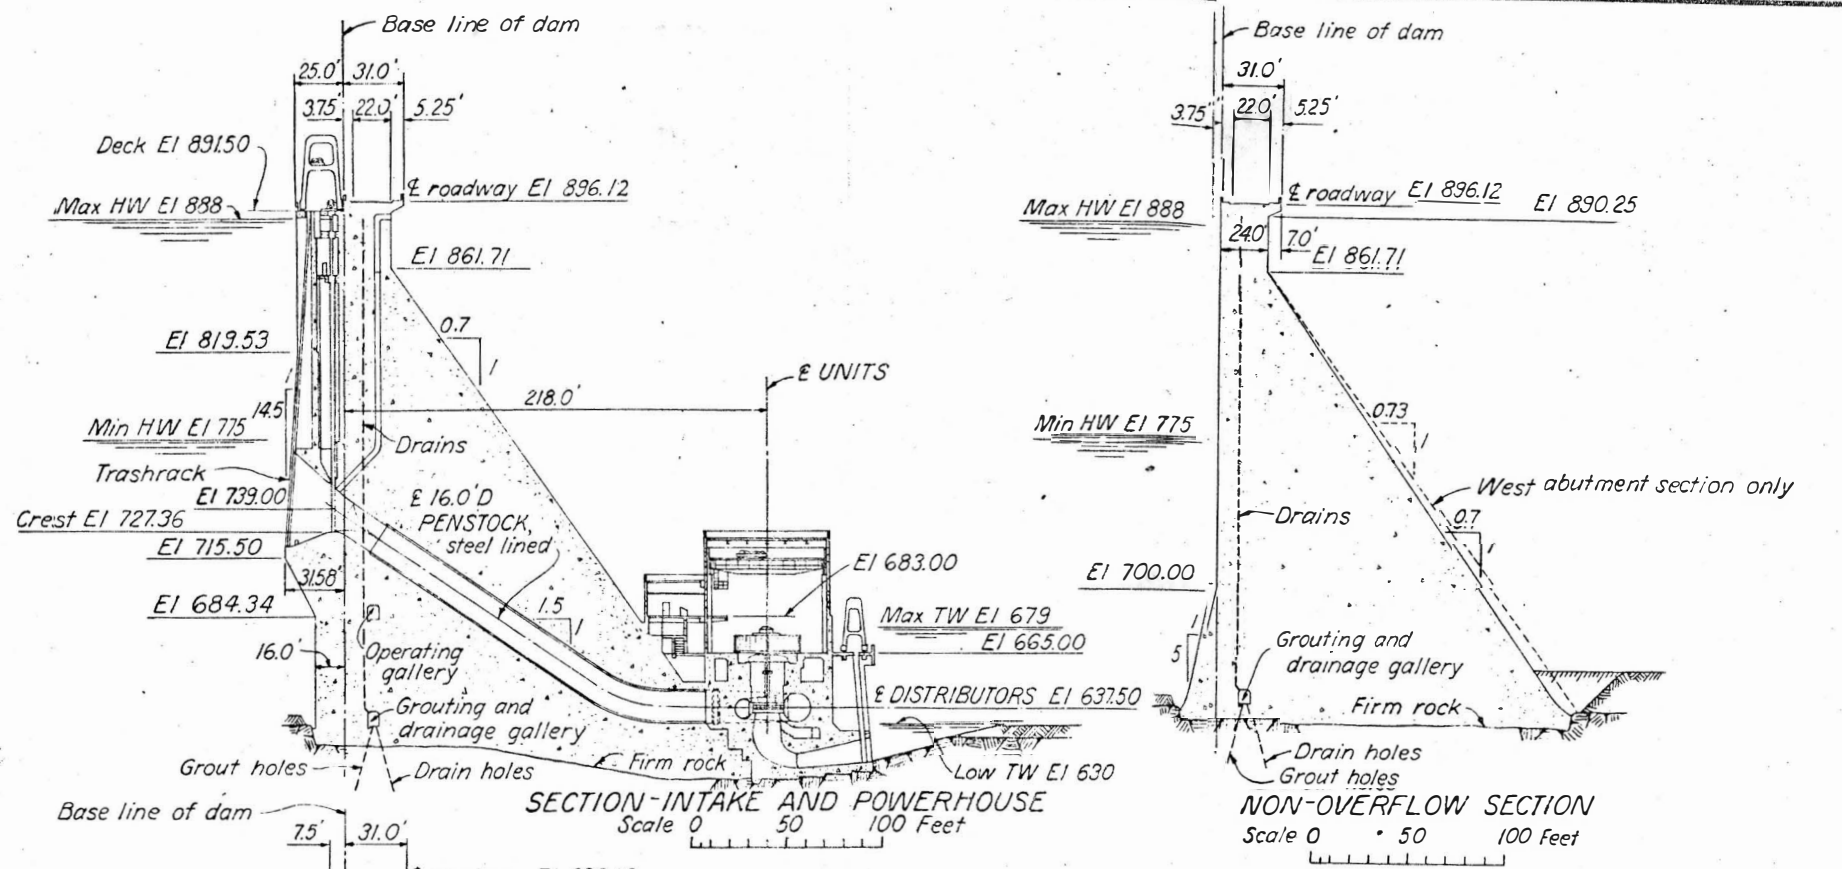 Base line of dam
25.0' 31.0'
3.75' 22.0' 5.25'
Deck El 891.50
℄ roadway El 896.12
Max HW El 888
El 861.71
0.7
1
El 819.53
℄ UNITS
218.0'
14.5
1
Min HW El 775
Drains
Trashrack
El 739.00
℄ 16.0'D
PENSTOCK,
steel lined
Crest El 727.36
El 715.50
El 683.00
31.58'
El 684.34
1.5
1
Max TW El 679
El 665.00
16.0'
Operating
gallery
℄ DISTRIBUTORS El 637.50
Grouting and
drainage gallery
Grout holes
Drain holes
Firm rock
Low TW El 630
SECTION-INTAKE AND POWERHOUSE
Scale 0 50 100 Feet
Base line of dam
7.5' 31.0'
Base line of dam
31.0'
3.75' 22.0' 5.25'
℄ roadway El 896.12
El 890.25
Max HW El 888
24.0' 7.0'
El 861.71
0.73
1
Min HW El 775
West abutment section only
Drains
0.7
1
El 700.00
1
5
Grouting and
drainage gallery
Firm rock
Drain holes
Grout holes
NON-OVERFLOW SECTION
Scale 0 50 100 Feet